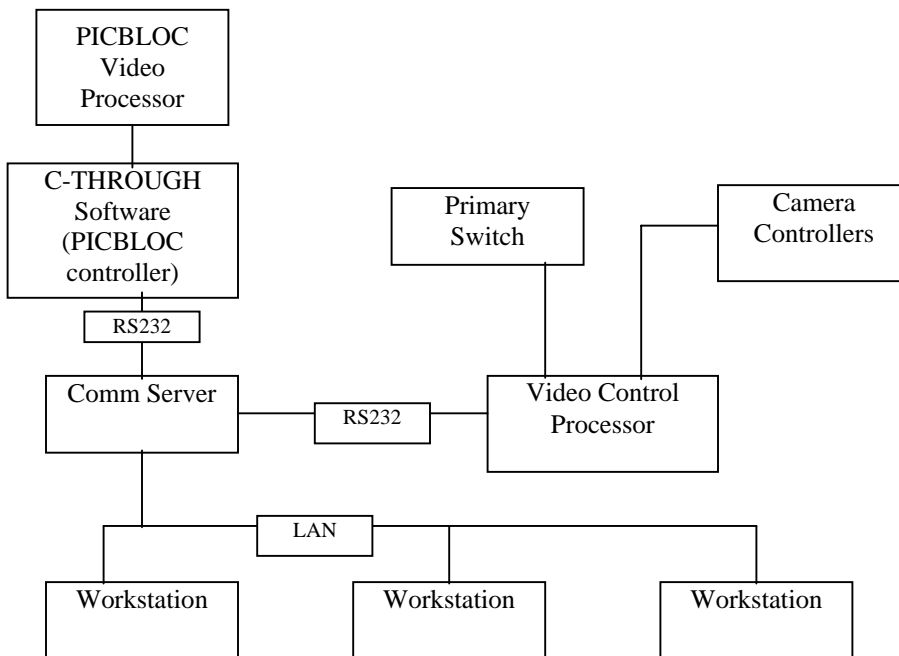 PICBLOC
Video
Processor
C-THROUGH
Software
(PICBLOC
controller)
Primary
Switch
Camera
Controllers
RS232
Comm Server
RS232
Video Control
Processor
LAN
Workstation
Workstation
Workstation